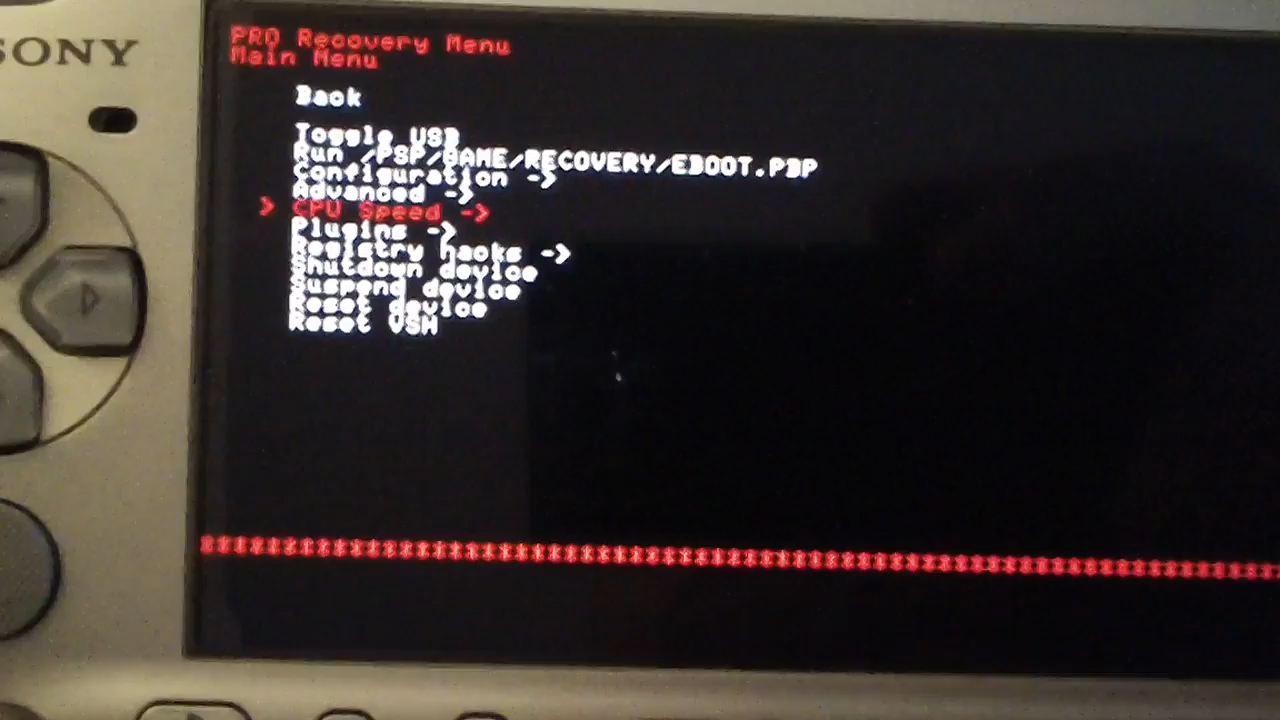 SONY
PRO Recovery Menu
Main Menu
Back
Toggle USB
Run /PSP/GAME/RECOVERY/EBOOT.PBP
Configuration ->
Advanced ->
> CPU Speed ->
Plugins ->
Registry hacks ->
Shutdown device
Suspend device
Reset device
Reset VSH
********************************************************************